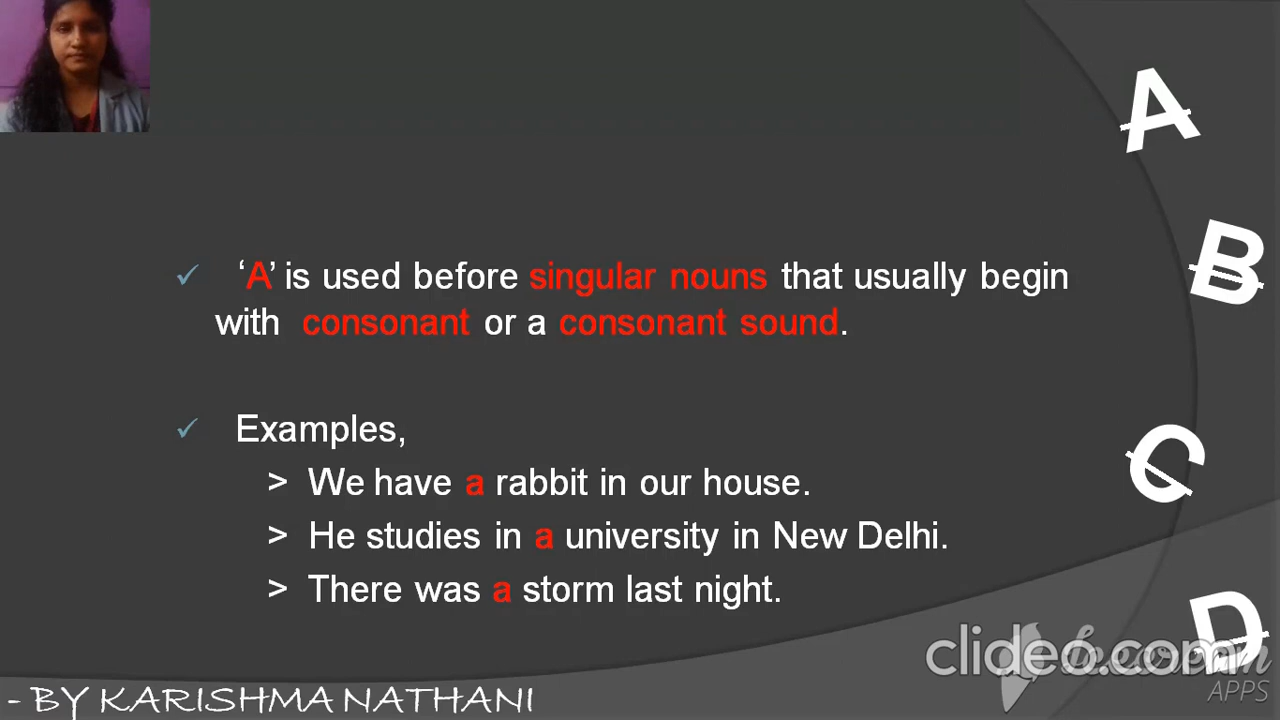 A
B
‘A’ is used before singular nouns that usually begin
with consonant or a consonant sound.
Examples,
C
> We have a rabbit in our house.
> He studies in a university in New Delhi.
> There was a storm last night.
D
clideo.com
APPS
- BY KARISHMA NATHANI